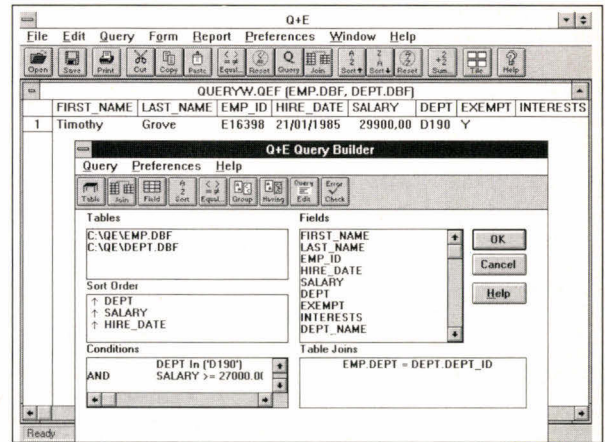 Q+E
File Edit Query Form Report Preferences Window Help
Open Save Print Cut Copy Paste Equal.. Reset Query Join Sort↑ Sort↓ Reset Sum... Tile Help
QUERYW.QEF (EMP.DBF, DEPT.DBF)
FIRST_NAME LAST_NAME EMP_ID HIRE_DATE SALARY DEPT EXEMPT INTERESTS
1 Timothy Grove E16398 21/01/1985 29900,00 D190 Y
Q+E Query Builder
Query Preferences Help
Table Join Field Sort Equal.. Group Having Query Edit Error Check
Tables
C:\QE\EMP.DBF
C:\QE\DEPT.DBF
Sort Order
↑ DEPT
↑ SALARY
↑ HIRE_DATE
Conditions
DEPT In ('D190')
AND SALARY >= 27000.0(
Fields
FIRST_NAME
LAST_NAME
EMP_ID
HIRE_DATE
SALARY
DEPT
EXEMPT
INTERESTS
DEPT_NAME
Table Joins
EMP.DEPT = DEPT.DEPT_ID
OK
Cancel
Help
Ready